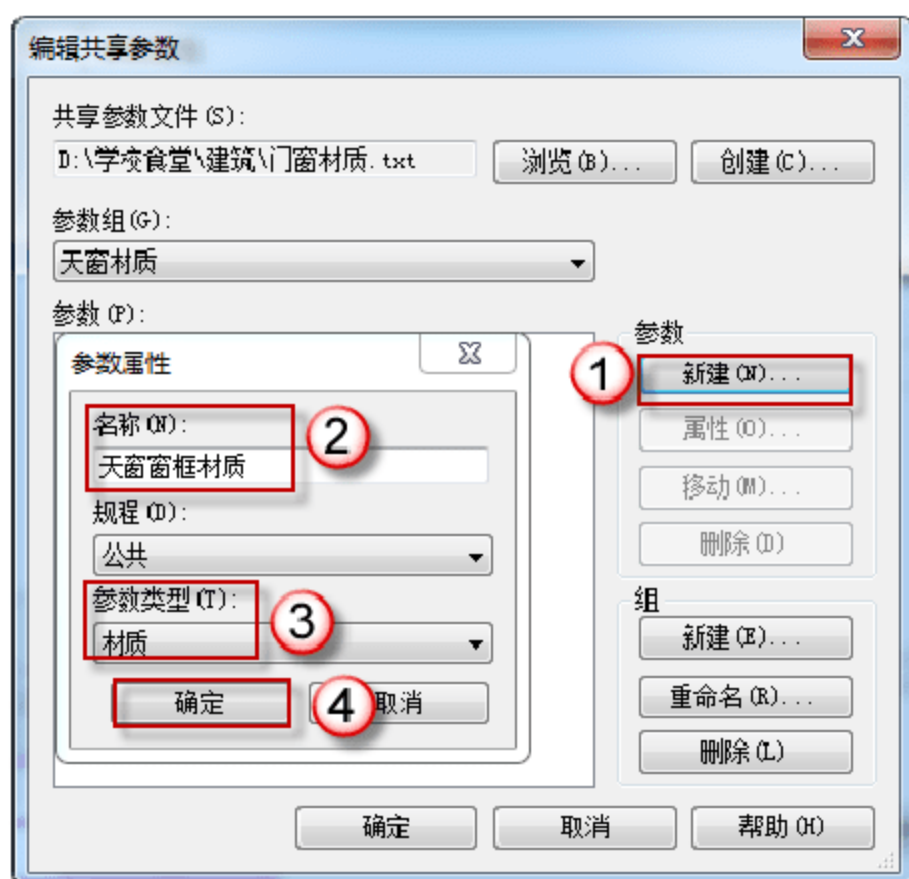 编辑共享参数
共享参数文件(S):
D:\学校食堂\建筑\门窗材质.txt
浏览(B)...
创建(C)...
参数组(G):
天窗材质
参数(P):
参数属性
名称(N):
天窗窗框材质
规程(D):
公共
参数类型(T):
材质
确定
取消
参数
新建(N)...
属性(O)...
移动(M)...
删除(D)
组
新建(E)...
重命名(R)...
删除(L)
确定
取消
帮助(H)
1
2
3
4